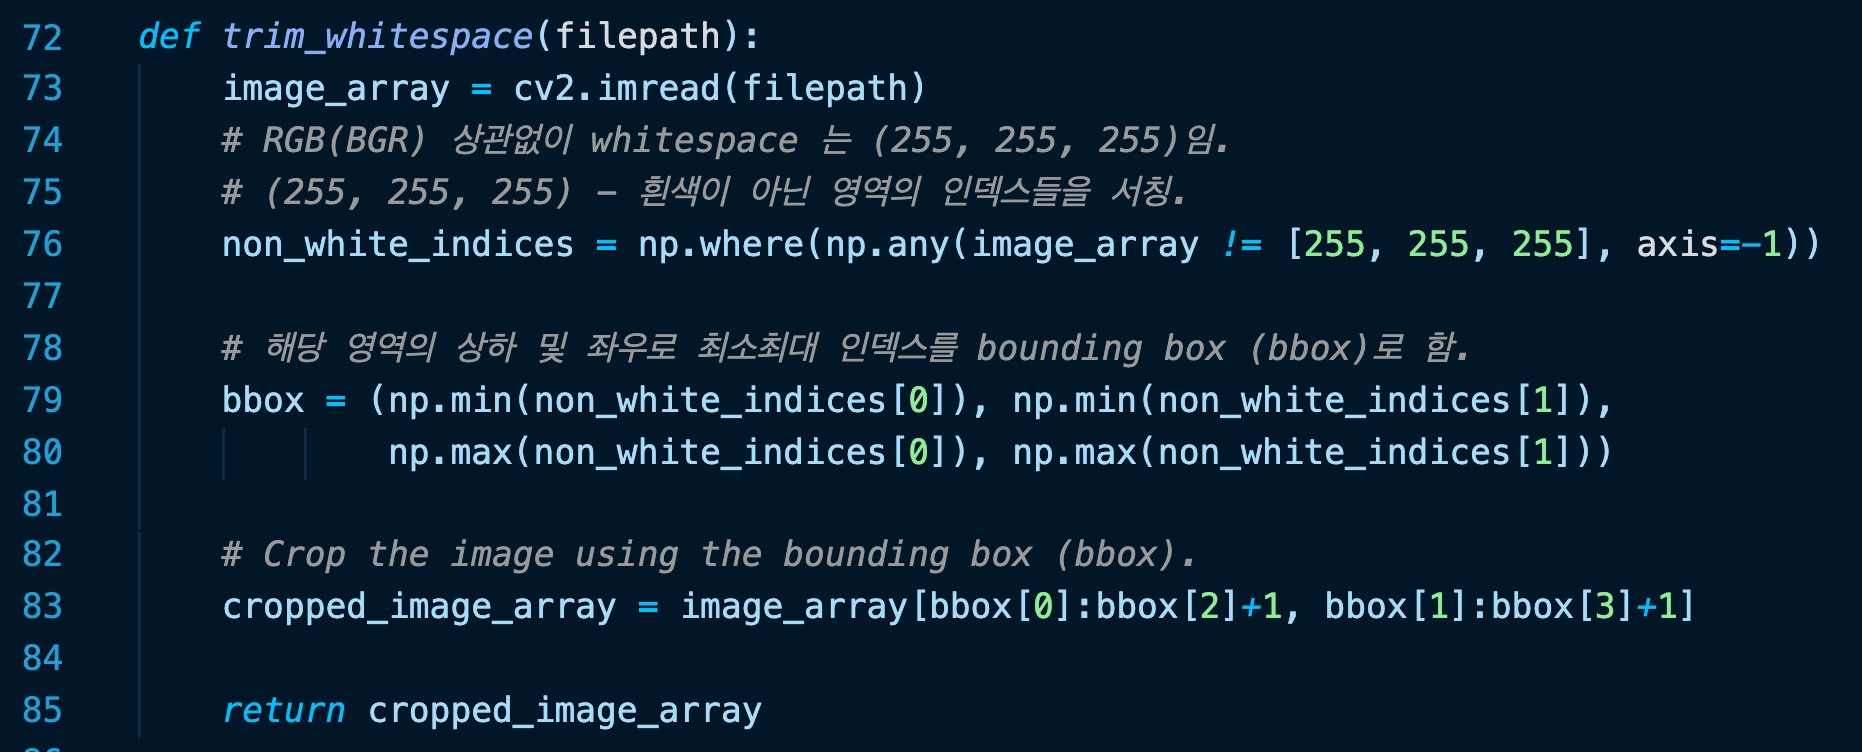 72 def trim_whitespace(filepath):
73 image_array = cv2.imread(filepath)
74 # RGB(BGR) 상관없이 whitespace 는 (255, 255, 255)임.
75 # (255, 255, 255) - 흰색이 아닌 영역의 인덱스들을 서칭.
76 non_white_indices = np.where(np.any(image_array != [255, 255, 255], axis=-1))
77
78 # 해당 영역의 상하 및 좌우로 최소최대 인덱스를 bounding box (bbox)로 함.
79 bbox = (np.min(non_white_indices[0]), np.min(non_white_indices[1]),
80 np.max(non_white_indices[0]), np.max(non_white_indices[1]))
81
82 # Crop the image using the bounding box (bbox).
83 cropped_image_array = image_array[bbox[0]:bbox[2]+1, bbox[1]:bbox[3]+1]
84
85 return cropped_image_array